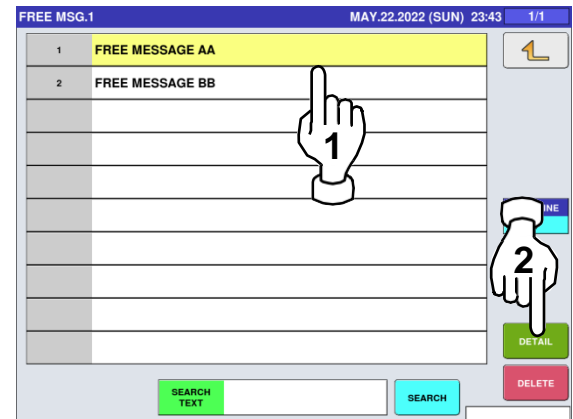 FREE MSG.1 MAY.22.2022 (SUN) 23:43 1/1
1 FREE MESSAGE AA
2 FREE MESSAGE BB
1
2
DETAIL
SEARCH TEXT
SEARCH
DELETE